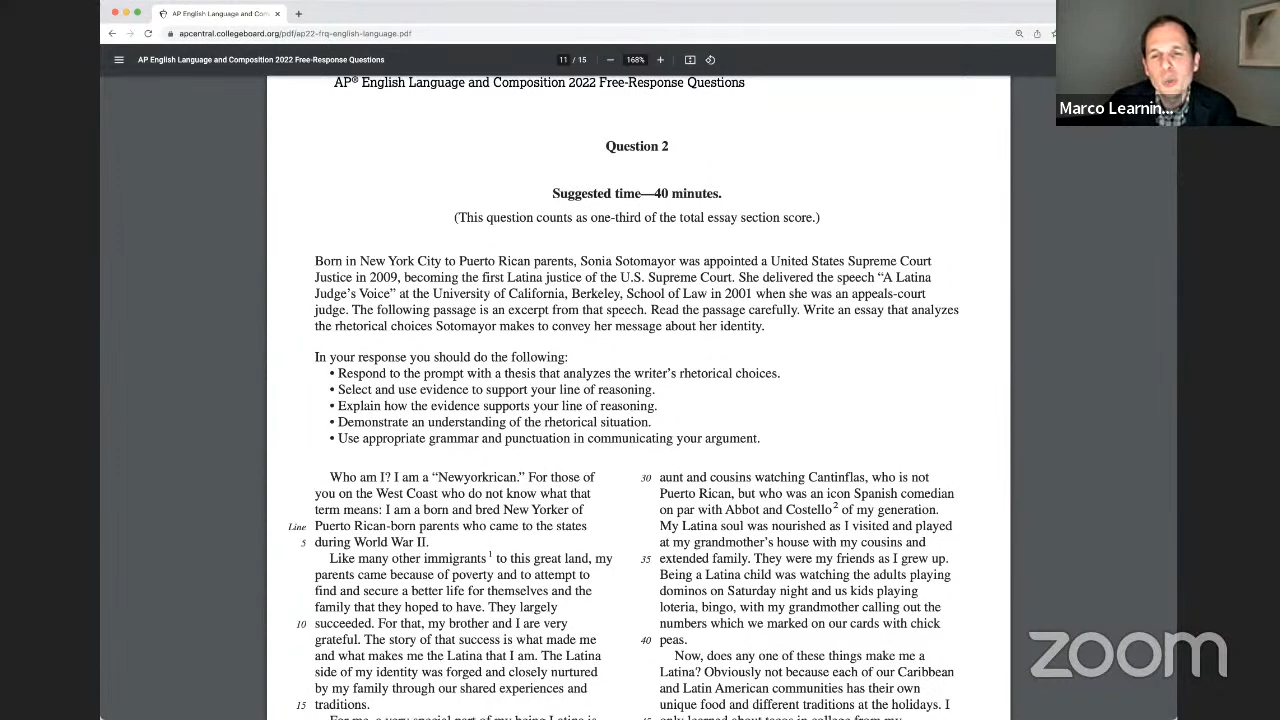 AP English Language and Com
apcentral.collegeboard.org/pdf/ap22-frq-english-language.pdf
AP English Language and Composition 2022 Free-Response Questions
11 / 15
168%
Marco Learnin...
AP® English Language and Composition 2022 Free-Response Questions
Question 2
Suggested time—40 minutes.
(This question counts as one-third of the total essay section score.)
Born in New York City to Puerto Rican parents, Sonia Sotomayor was appointed a United States Supreme Court
Justice in 2009, becoming the first Latina justice of the U.S. Supreme Court. She delivered the speech “A Latina
Judge’s Voice” at the University of California, Berkeley, School of Law in 2001 when she was an appeals-court
judge. The following passage is an excerpt from that speech. Read the passage carefully. Write an essay that analyzes
the rhetorical choices Sotomayor makes to convey her message about her identity.
In your response you should do the following:
• Respond to the prompt with a thesis that analyzes the writer’s rhetorical choices.
• Select and use evidence to support your line of reasoning.
• Explain how the evidence supports your line of reasoning.
• Demonstrate an understanding of the rhetorical situation.
• Use appropriate grammar and punctuation in communicating your argument.
Who am I? I am a “Newyorkrican.” For those of
you on the West Coast who do not know what that
term means: I am a born and bred New Yorker of
Line Puerto Rican-born parents who came to the states
5 during World War II.
Like many other immigrants1 to this great land, my
parents came because of poverty and to attempt to
find and secure a better life for themselves and the
family that they hoped to have. They largely
10 succeeded. For that, my brother and I are very
grateful. The story of that success is what made me
and what makes me the Latina that I am. The Latina
side of my identity was forged and closely nurtured
by my family through our shared experiences and
15 traditions.
For me, a very special part of my being Latina is
30 aunt and cousins watching Cantinflas, who is not
Puerto Rican, but who was an icon Spanish comedian
on par with Abbot and Costello2 of my generation.
My Latina soul was nourished as I visited and played
at my grandmother’s house with my cousins and
35 extended family. They were my friends as I grew up.
Being a Latina child was watching the adults playing
dominos on Saturday night and us kids playing
loteria, bingo, with my grandmother calling out the
numbers which we marked on our cards with chick
40 peas.
Now, does any one of these things make me a
Latina? Obviously not because each of our Caribbean
and Latin American communities has their own
unique food and different traditions at the holidays. I
only learned about tacos in college from my
zoom